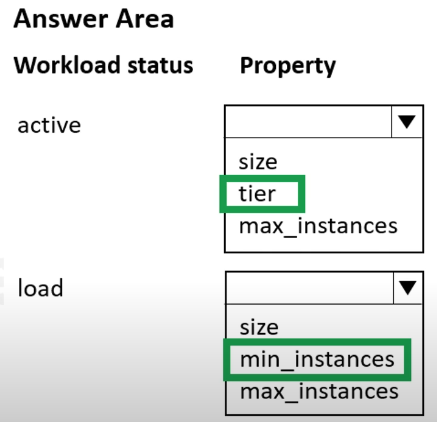 Answer Area
Workload status Property
active
size
tier
max_instances
load
size
min_instances
max_instances